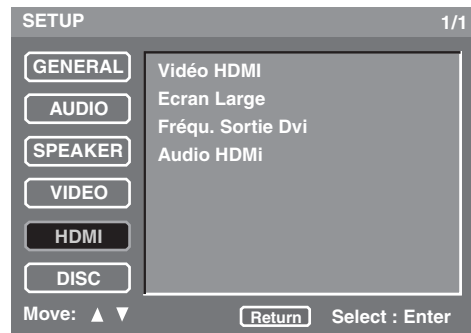 SETUP 1/1
GENERAL
AUDIO
SPEAKER
VIDEO
HDMI
DISC
Vidéo HDMI
Ecran Large
Fréqu. Sortie Dvi
Audio HDMi
Move: ▲ ▼ Return Select : Enter